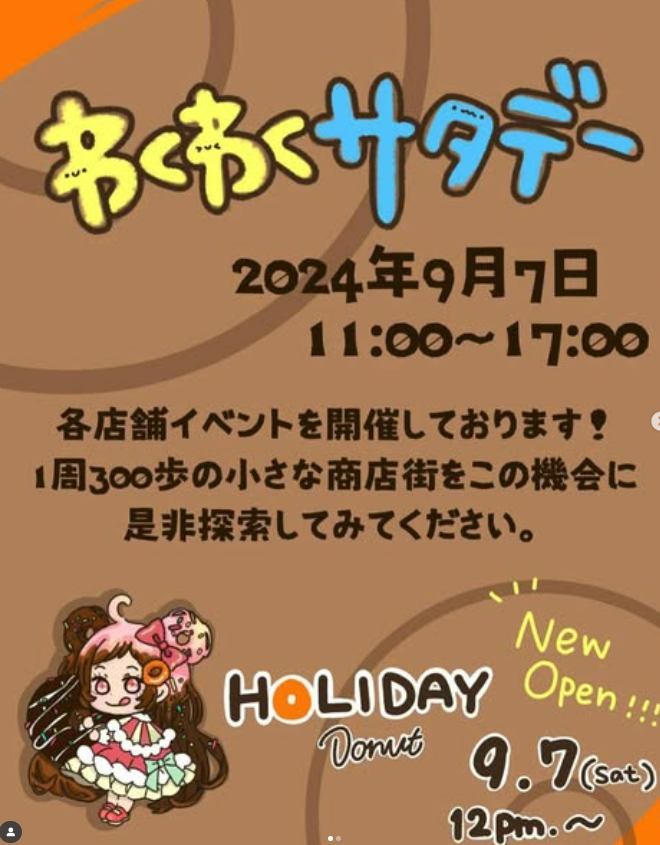 わくわくサタデー
2024年9月7日
11:00～17:00
各店舗イベントを開催しております！
1周300歩の小さな商店街をこの機会に
是非探索してみてください。
New
Open!!!
HOLIDAY
Donut
9.7(Sat)
12pm.～